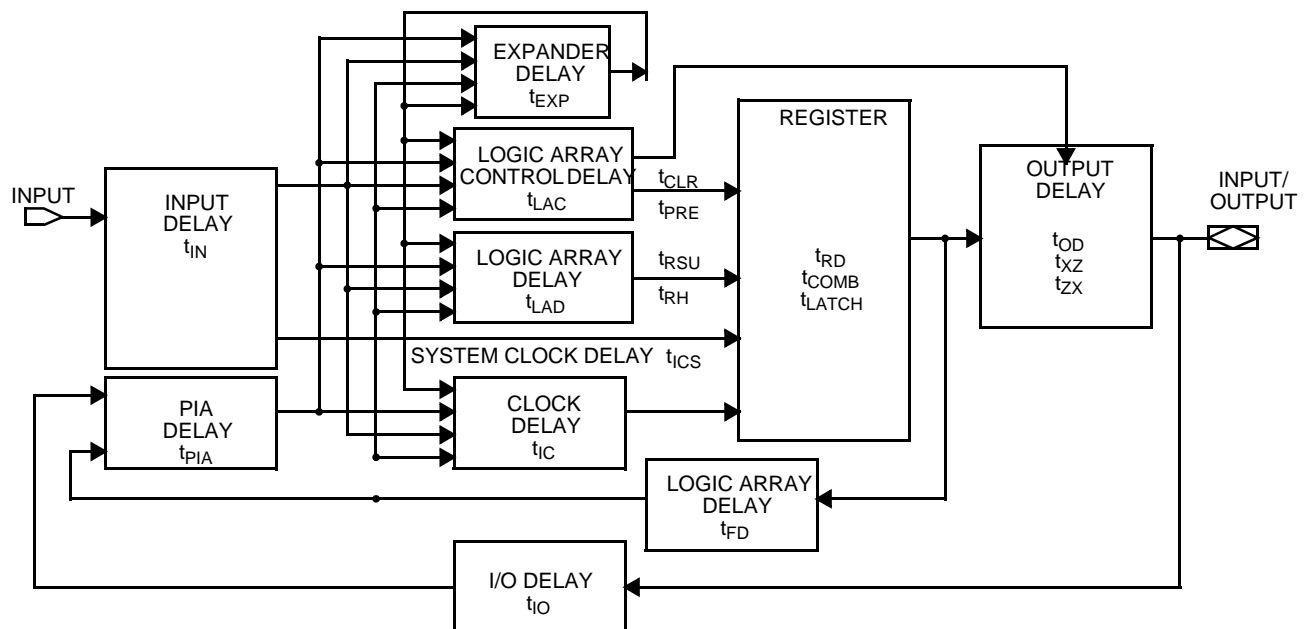 EXPANDER
DELAY
tEXP
REGISTER
LOGIC ARRAY
CONTROL DELAY
tLAC
tCLR
tPRE
OUTPUT
DELAY
tOD
tXZ
tZX
INPUT/
OUTPUT
INPUT
INPUT
DELAY
tIN
LOGIC ARRAY
DELAY
tLAD
tRSU
tRH
tRD
tCOMB
tLATCH
SYSTEM CLOCK DELAY tICS
PIA
DELAY
tPIA
CLOCK
DELAY
tIC
LOGIC ARRAY
DELAY
tFD
I/O DELAY
tIO